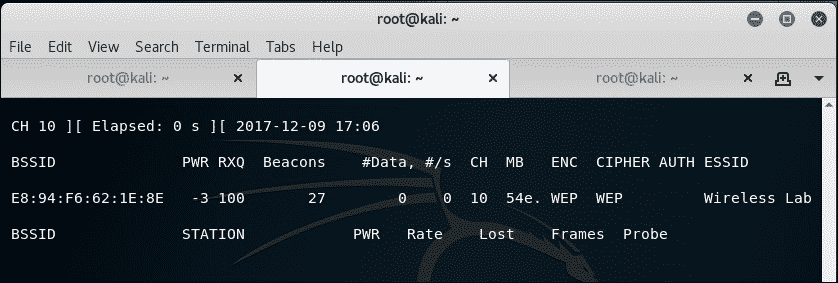 root@kali: ~
File Edit View Search Terminal Tabs Help
root@kali: ~ root@kali: ~ root@kali: ~
CH 10 ][ Elapsed: 0 s ][ 2017-12-09 17:06
BSSID PWR RXQ Beacons #Data, #/s CH MB ENC CIPHER AUTH ESSID
E8:94:F6:62:1E:8E -3 100 27 0 0 10 54e. WEP WEP Wireless Lab
BSSID STATION PWR Rate Lost Frames Probe